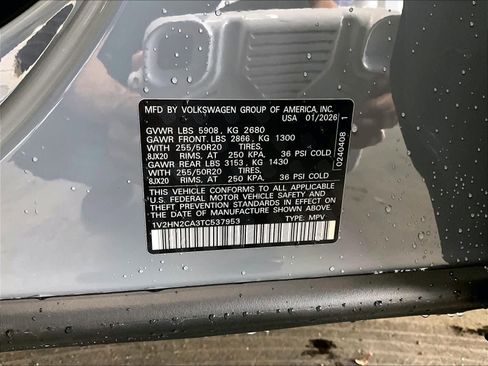 MFD BY VOLKSWAGEN GROUP OF AMERICA, INC.
USA 01/2026
GVWR LBS 5908, KG 2680
GAWR FRONT. LBS 2866, KG 1300
WITH 255/50R20 TIRES,
8JX20 RIMS, AT 250 KPA, 36 PSI COLD
GAWR REAR LBS 3153, KG 1430
WITH 255/50R20 TIRES,
8JX20 RIMS, AT 250 KPA, 36 PSI COLD
THIS VEHICLE CONFORMS TO ALL APPLICABLE
U.S. FEDERAL MOTOR VEHICLE SAFETY AND
THEFT PREVENTION STANDARDS IN EFFECT ON
THE DATE OF MANUFACTURE SHOWN ABOVE.
1V2HN2CA3TC537953 TYPE: MPV
0240408 1